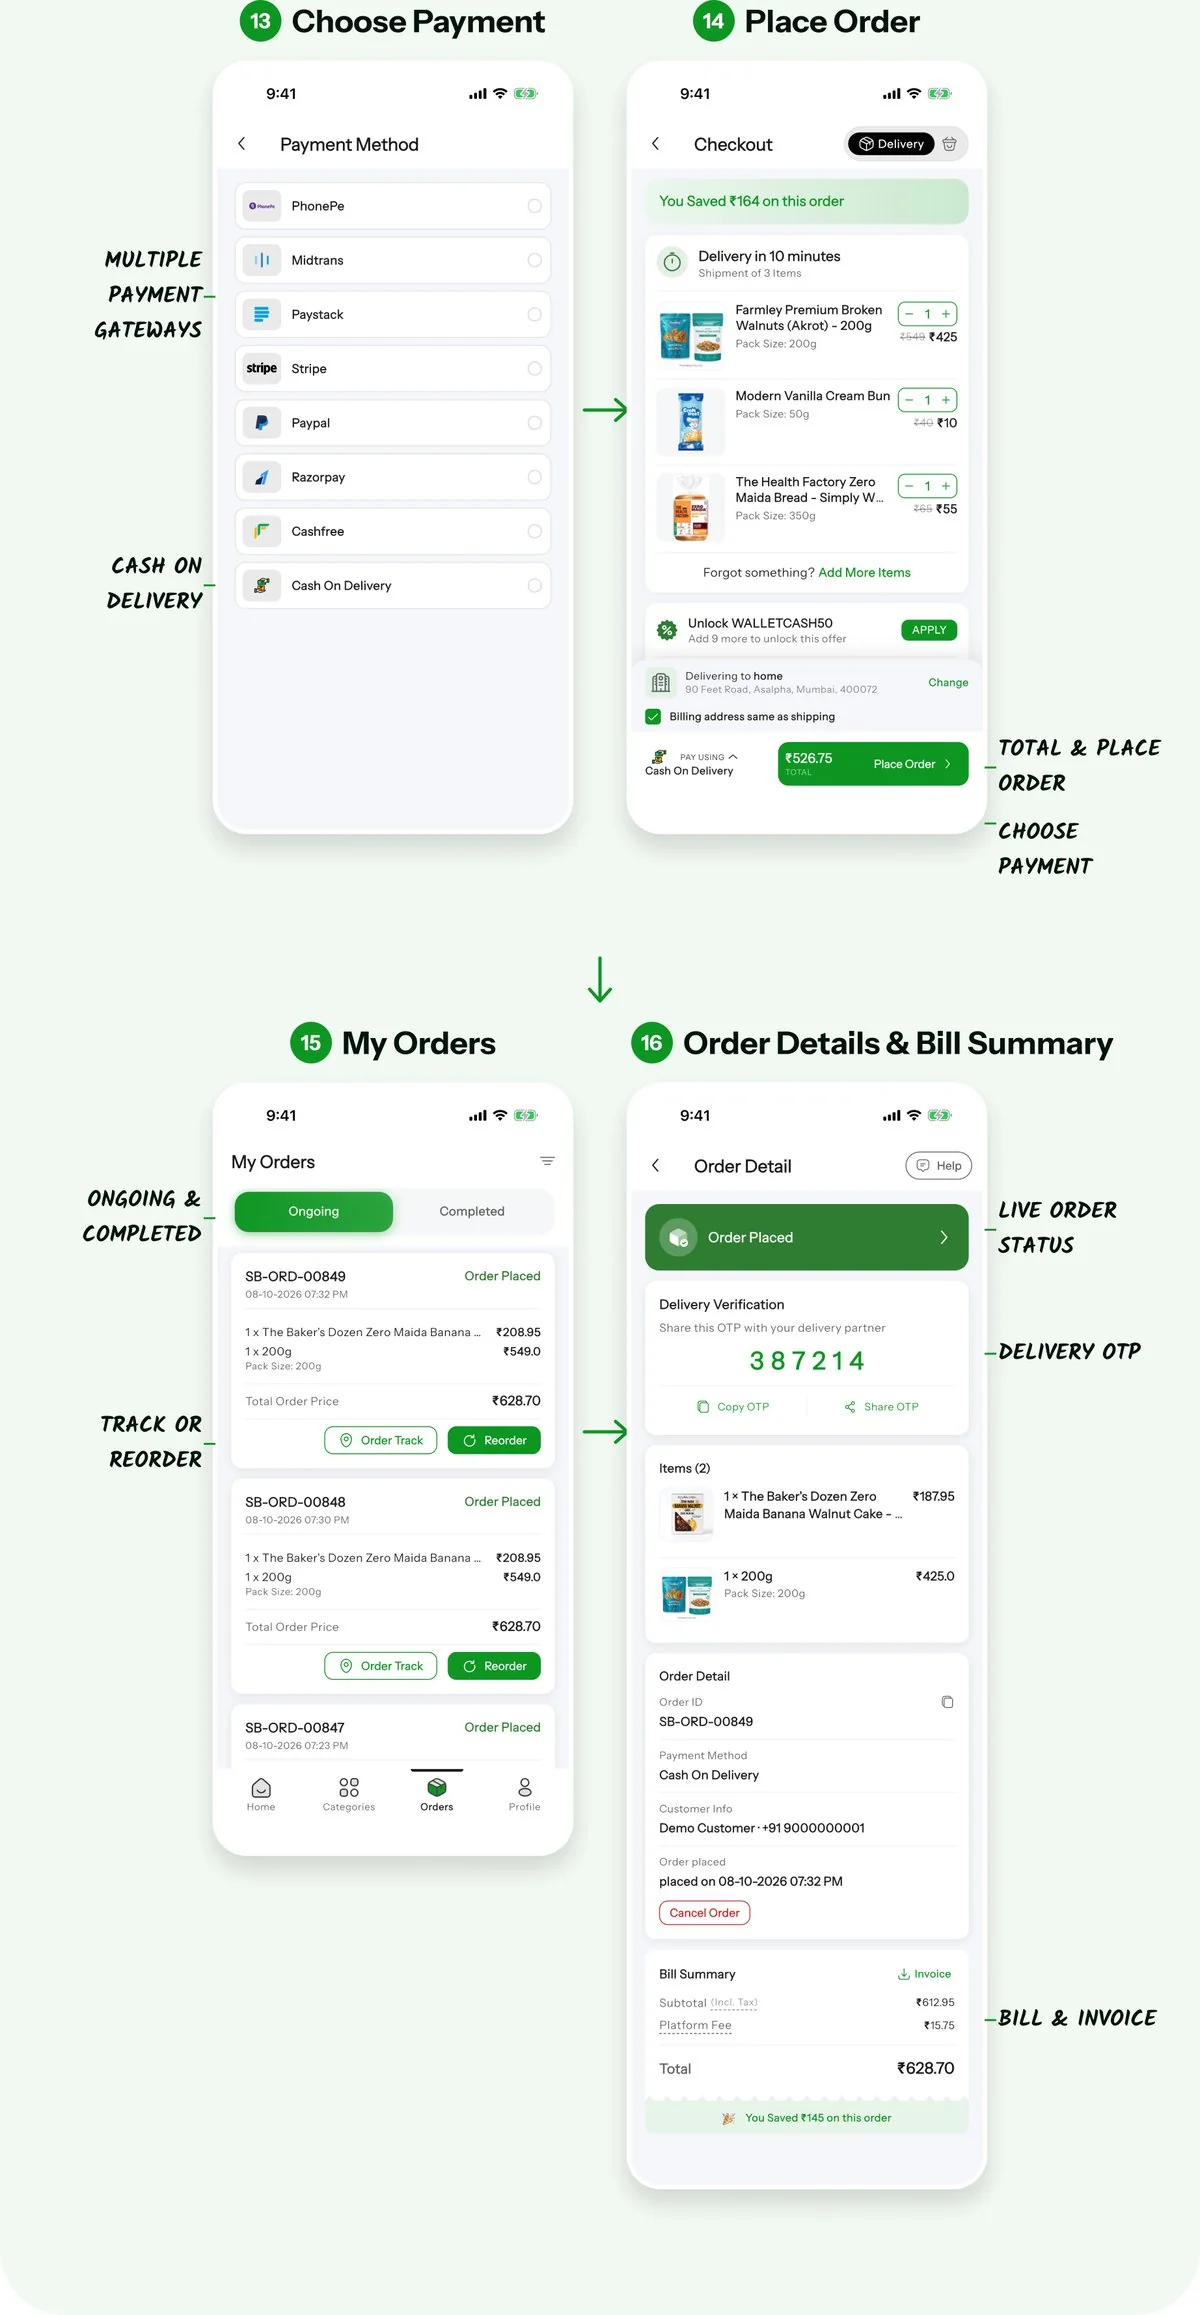 13 Choose Payment
9:41
Payment Method
PhonePe
PhonePe
Midtrans
Paystack
stripe
Stripe
Paypal
Razorpay
Cashfree
Cash On Delivery
MULTIPLE
PAYMENT
GATEWAYS
CASH ON
DELIVERY
14 Place Order
9:41
Checkout
Delivery
You Saved ₹164 on this order
Delivery in 10 minutes
Shipment of 3 Items
Farmley Premium Broken
Walnuts (Akrot) - 200g
Pack Size: 200g
− 1 +
₹549 ₹425
Modern Vanilla Cream Bun
Pack Size: 50g
− 1 +
₹40 ₹10
The Health Factory Zero
Maida Bread - Simply W...
Pack Size: 350g
− 1 +
₹65 ₹55
Forgot something? Add More Items
Unlock WALLETCASH50
Add 9 more to unlock this offer
APPLY
Delivering to home
90 Feet Road, Asalpha, Mumbai, 400072
Change
Billing address same as shipping
PAY USING
Cash On Delivery
₹526.75
TOTAL
Place Order
TOTAL & PLACE
ORDER
CHOOSE
PAYMENT
15 My Orders
9:41
My Orders
Ongoing
Completed
SB-ORD-00849
Order Placed
08-10-2026 07:32 PM
1 x The Baker's Dozen Zero Maida Banana ... ₹208.95
1 x 200g ₹549.0
Pack Size: 200g
Total Order Price ₹628.70
Order Track
Reorder
SB-ORD-00848
Order Placed
08-10-2026 07:30 PM
1 x The Baker's Dozen Zero Maida Banana ... ₹208.95
1 x 200g ₹549.0
Pack Size: 200g
Total Order Price ₹628.70
Order Track
Reorder
SB-ORD-00847
Order Placed
08-10-2026 07:23 PM
Home
Categories
Orders
Profile
ONGOING &
COMPLETED
TRACK OR
REORDER
16 Order Details & Bill Summary
9:41
Order Detail
Help
Order Placed
Delivery Verification
Share this OTP with your delivery partner
387214
Copy OTP
Share OTP
Items (2)
1 × The Baker's Dozen Zero
Maida Banana Walnut Cake - ...
₹187.95
1 × 200g
Pack Size: 200g
₹425.0
Order Detail
Order ID
SB-ORD-00849
Payment Method
Cash On Delivery
Customer Info
Demo Customer · +91 9000000001
Order placed
placed on 08-10-2026 07:32 PM
Cancel Order
Bill Summary
Invoice
Subtotal (Incl. Tax) ₹612.95
Platform Fee ₹15.75
Total ₹628.70
You Saved ₹145 on this order
LIVE ORDER
STATUS
DELIVERY OTP
BILL & INVOICE